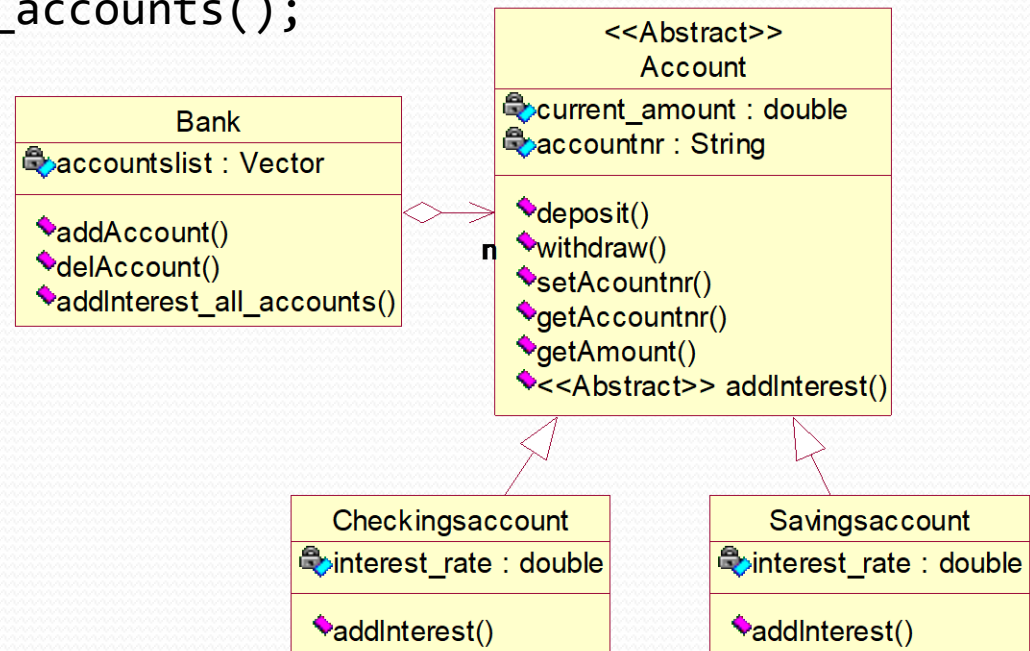 _accounts();
Bank
accountslist : Vector
addAccount()
delAccount()
addInterest_all_accounts()
n
<<Abstract>>
Account
current_amount : double
accountnr : String
deposit()
withdraw()
setAcountnr()
getAccountnr()
getAmount()
<<Abstract>> addInterest()
Checkingsaccount
interest_rate : double
addInterest()
Savingsaccount
interest_rate : double
addInterest()